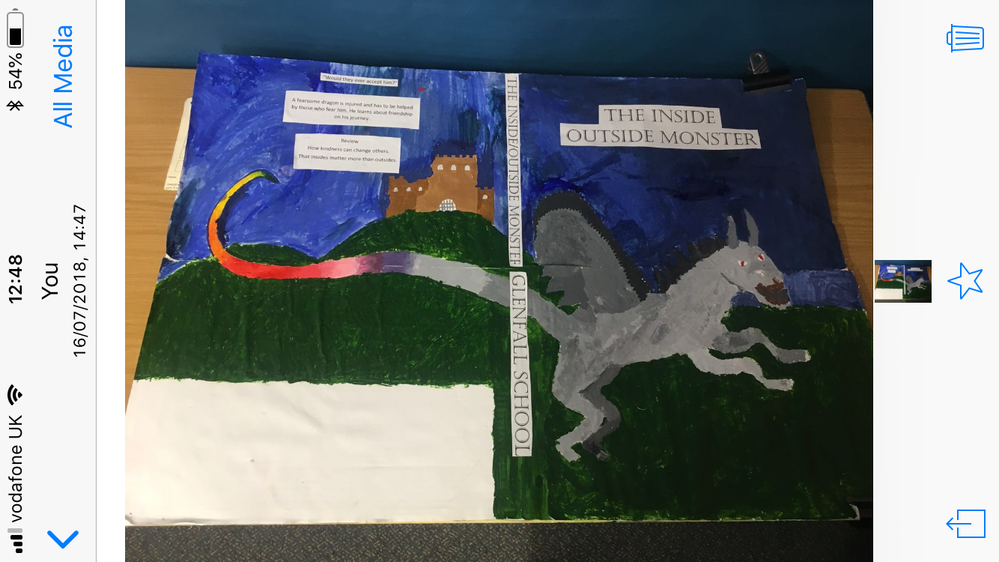 vodafone UK
12:48
54%
All Media
You
16/07/2018, 14:47
"Would they ever accept him?"
A fearsome dragon is injured and has to be helped
by those who fear him. He learns about friendship
on his journey.
Review
How kindness can change others.
That insides matter more than outsides.
THE INSIDE/OUTSIDE MONSTER
GLENFALL SCHOOL
THE INSIDE
OUTSIDE MONSTER